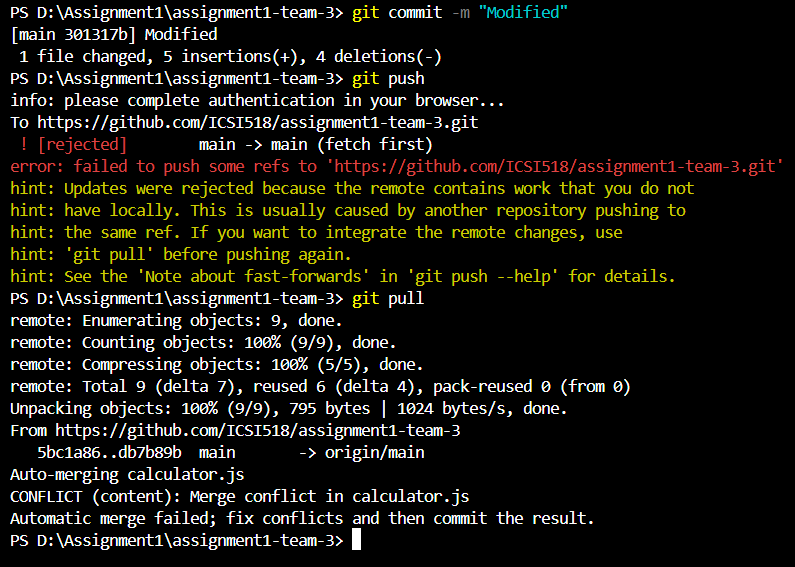 PS D:\Assignment1\assignment1-team-3> git commit -m "Modified"
[main 301317b] Modified
 1 file changed, 5 insertions(+), 4 deletions(-)
PS D:\Assignment1\assignment1-team-3> git push
info: please complete authentication in your browser...
To https://github.com/ICSI518/assignment1-team-3.git
 ! [rejected]        main -> main (fetch first)
error: failed to push some refs to 'https://github.com/ICSI518/assignment1-team-3.git'
hint: Updates were rejected because the remote contains work that you do not
hint: have locally. This is usually caused by another repository pushing to
hint: the same ref. If you want to integrate the remote changes, use
hint: 'git pull' before pushing again.
hint: See the 'Note about fast-forwards' in 'git push --help' for details.
PS D:\Assignment1\assignment1-team-3> git pull
remote: Enumerating objects: 9, done.
remote: Counting objects: 100% (9/9), done.
remote: Compressing objects: 100% (5/5), done.
remote: Total 9 (delta 7), reused 6 (delta 4), pack-reused 0 (from 0)
Unpacking objects: 100% (9/9), 795 bytes | 1024 bytes/s, done.
From https://github.com/ICSI518/assignment1-team-3
   5bc1a86..db7b89b  main       -> origin/main
Auto-merging calculator.js
CONFLICT (content): Merge conflict in calculator.js
Automatic merge failed; fix conflicts and then commit the result.
PS D:\Assignment1\assignment1-team-3>